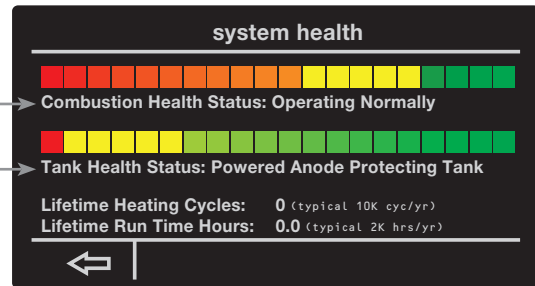 system health
Combustion Health Status: Operating Normally
Tank Health Status: Powered Anode Protecting Tank
Lifetime Heating Cycles: 0 (typical 10K cyc/yr)
Lifetime Run Time Hours: 0.0 (typical 2K hrs/yr)